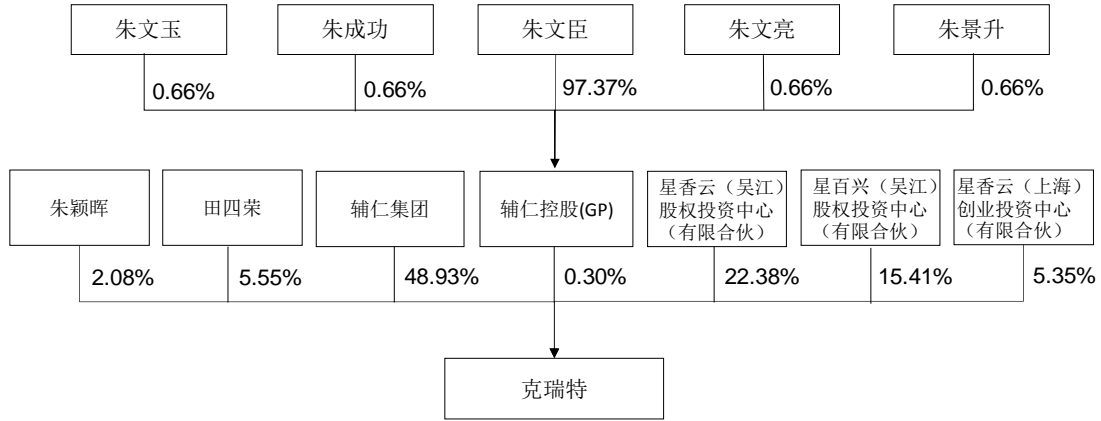 朱文玉
朱成功
朱文臣
朱文亮
朱景升
0.66%
0.66%
97.37%
0.66%
0.66%
朱颖晖
田四荣
辅仁集团
辅仁控股(GP)
星香云（吴江）
股权投资中心
（有限合伙）
星百兴（吴江）
股权投资中心
（有限合伙）
星香云（上海）
创业投资中心
（有限合伙）
2.08%
5.55%
48.93%
0.30%
22.38%
15.41%
5.35%
克瑞特